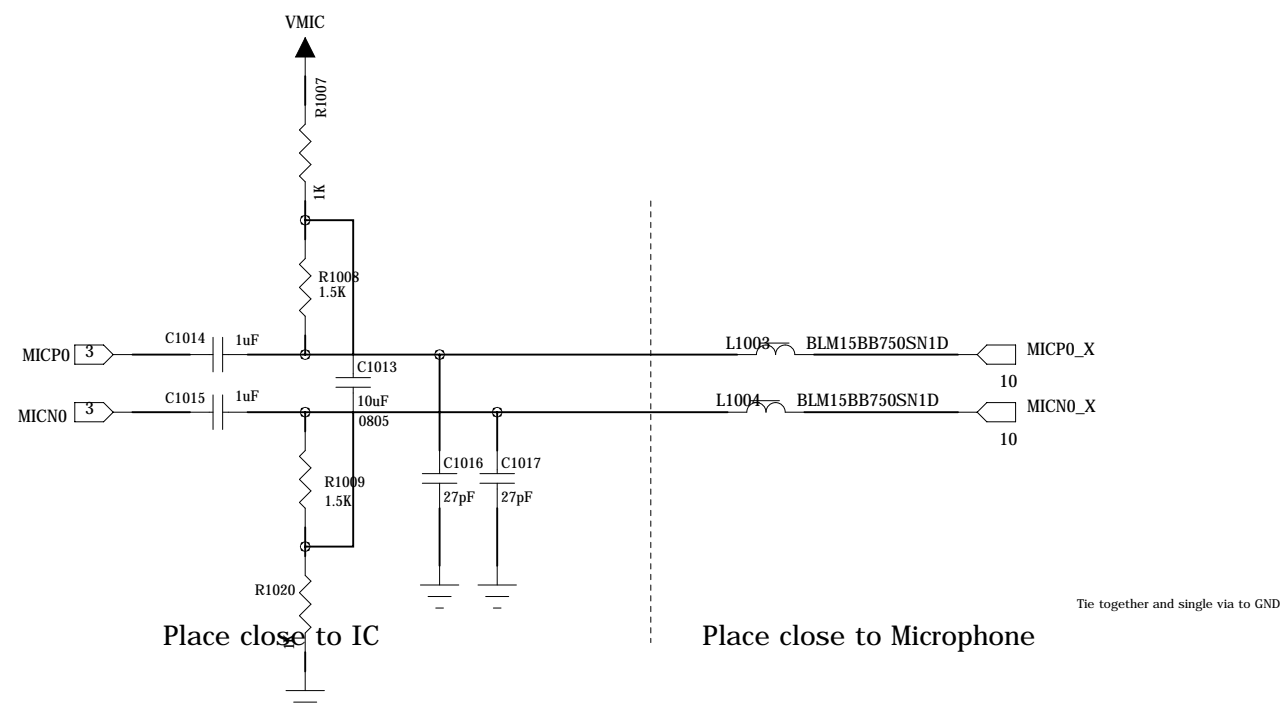 VMIC
R1007
1K
R1008
1.5K
MICP0 3
C1014 1uF
L1003 BLM15BB750SN1D
MICP0_X
10
C1013
10uF
0805
MICN0 3
C1015 1uF
L1004 BLM15BB750SN1D
MICN0_X
10
C1016
27pF
C1017
27pF
R1009
1.5K
R1020
Tie together and single via to GND
Place close to IC
Place close to Microphone